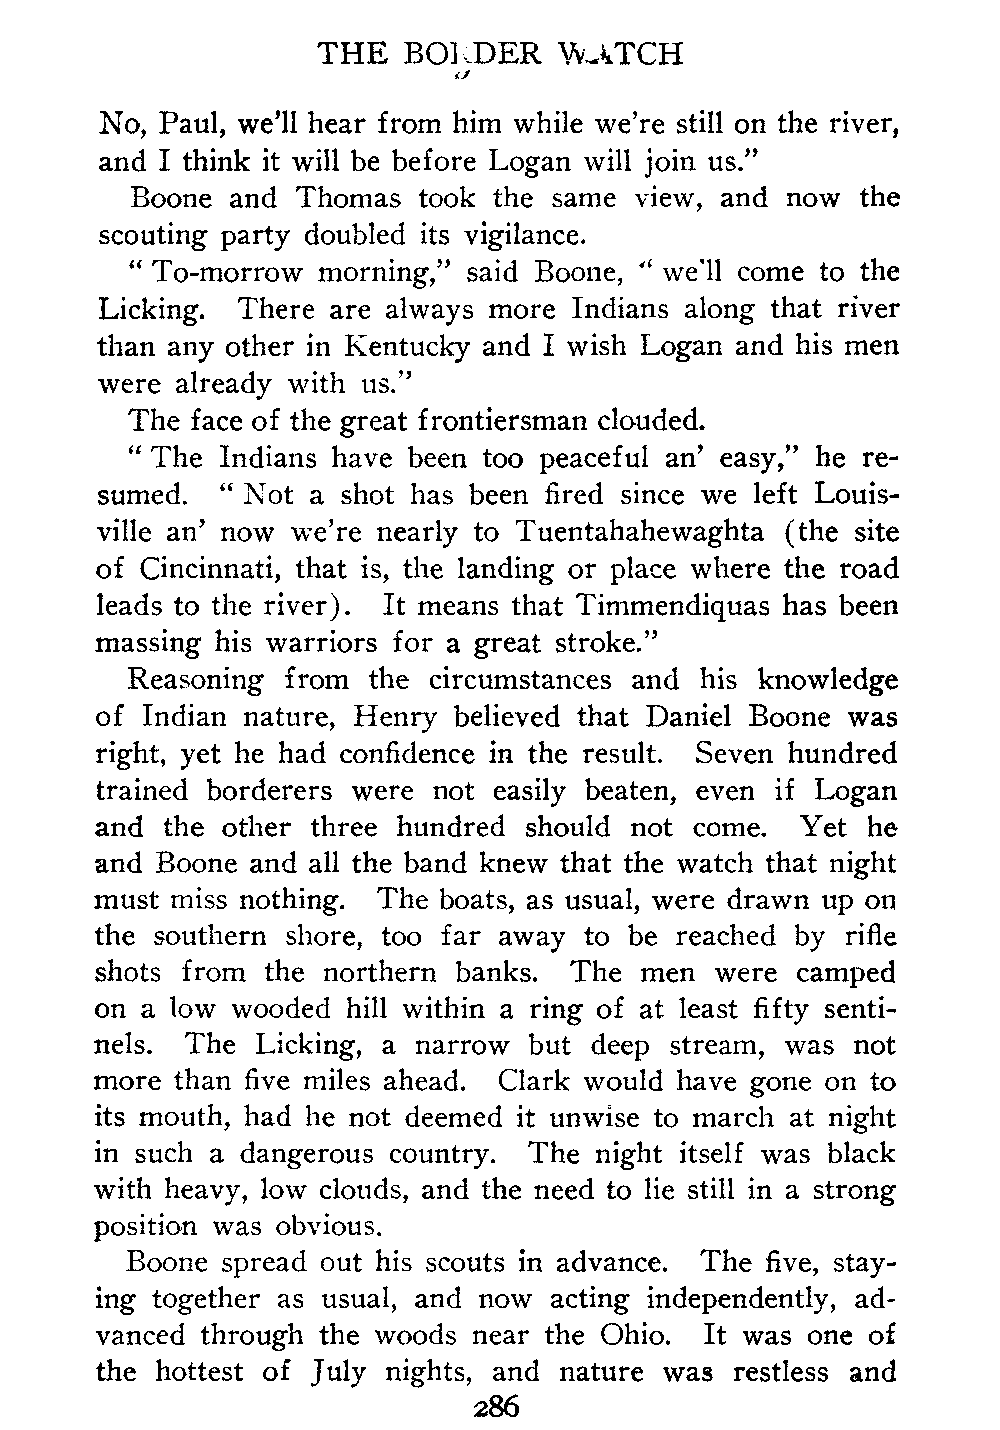 THE BORDER WATCH
No, Paul, we'll hear from him while we're still on the river,
and I think it will be before Logan will join us."
Boone and Thomas took the same view, and now the
scouting party doubled its vigilance.
" To-morrow morning," said Boone, " we'll come to the
Licking. There are always more Indians along that river
than any other in Kentucky and I wish Logan and his men
were already with us."
The face of the great frontiersman clouded.
" The Indians have been too peaceful an' easy," he re-
sumed. " Not a shot has been fired since we left Louis-
ville an' now we're nearly to Tuentahahewaghta (the site
of Cincinnati, that is, the landing or place where the road
leads to the river). It means that Timmendiquas has been
massing his warriors for a great stroke."
Reasoning from the circumstances and his knowledge
of Indian nature, Henry believed that Daniel Boone was
right, yet he had confidence in the result. Seven hundred
trained borderers were not easily beaten, even if Logan
and the other three hundred should not come. Yet he
and Boone and all the band knew that the watch that night
must miss nothing. The boats, as usual, were drawn up on
the southern shore, too far away to be reached by rifle
shots from the northern banks. The men were camped
on a low wooded hill within a ring of at least fifty senti-
nels. The Licking, a narrow but deep stream, was not
more than five miles ahead. Clark would have gone on to
its mouth, had he not deemed it unwise to march at night
in such a dangerous country. The night itself was black
with heavy, low clouds, and the need to lie still in a strong
position was obvious.
Boone spread out his scouts in advance. The five, stay-
ing together as usual, and now acting independently, ad-
vanced through the woods near the Ohio. It was one of
the hottest of July nights, and nature was restless and
286